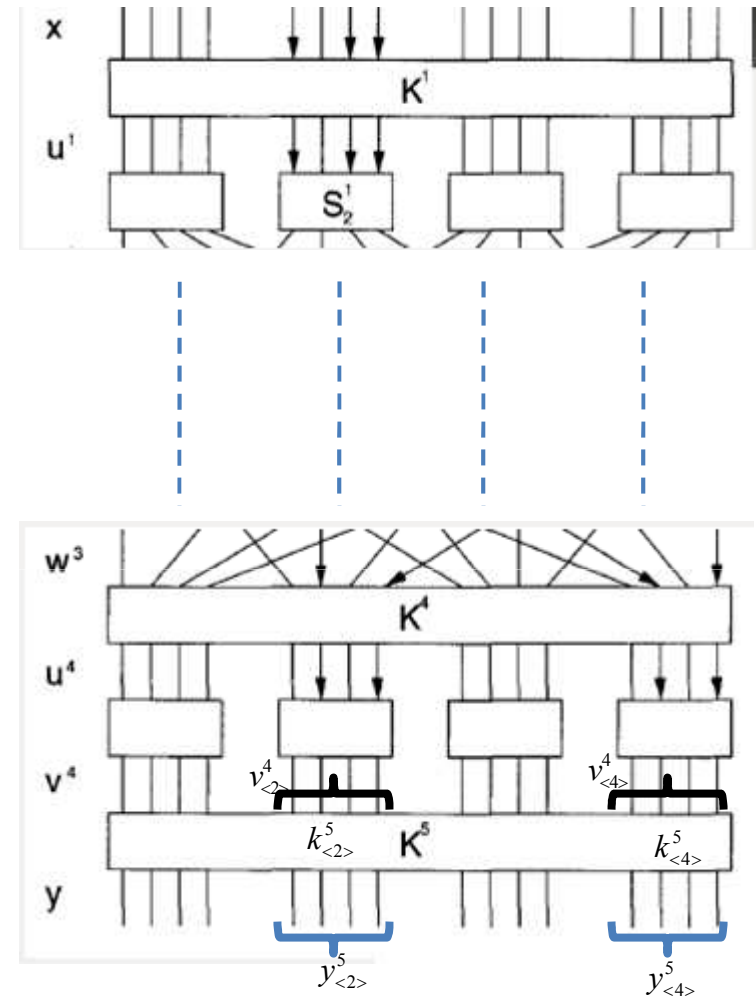 x
K¹
u¹
S₂¹
w³
K⁴
u⁴
v⁴
v⁴<2>
v⁴<4>
k⁵<2>
K⁵
k⁵<4>
y
y⁵<2>
y⁵<4>